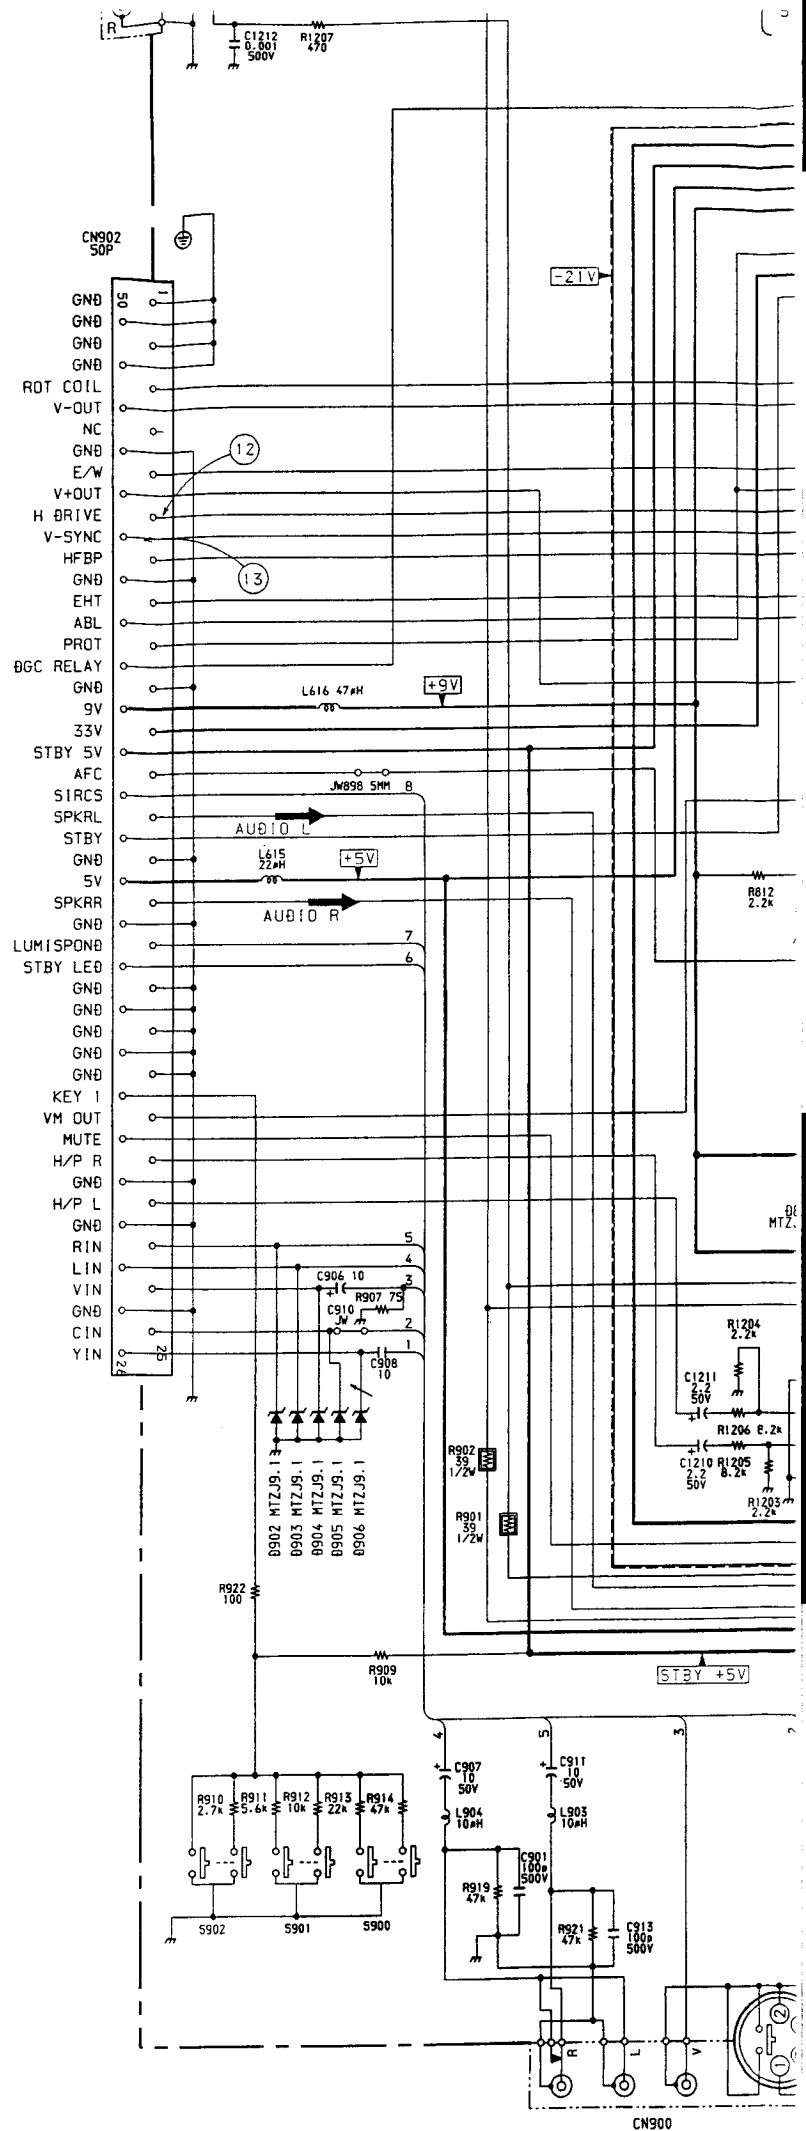 R
C1212
0.001
500V
R1207
470
CN902
50P
-21V
50
1
GND
GND
GND
GND
ROT COIL
V-OUT
NC
GND
12
E/W
V+OUT
H DRIVE
V-SYNC
HFBP
13
GND
EHT
ABL
PROT
DGC RELAY
GND
L616 47µH
+9V
9V
33V
STBY 5V
AFC
JW898 5MM
8
SIRCS
SPKRL
AUDIO L
STBY
GND
L615
22µH
+5V
5V
R812
2.2k
SPKRR
AUDIO R
GND
LUMISPOND
7
STBY LED
6
GND
GND
GND
GND
GND
KEY 1
VM OUT
MUTE
H/P R
GND
H/P L
GND
MTZJ
RIN
5
LIN
4
C906 10
VIN
3
R907 75
GND
C910
JW
CIN
2
YIN
1
C908
10
25
26
R1204
2.2k
C1211
2.2
50V
R1206 8.2k
C1210
2.2
50V
R1205
8.2k
R1203
2.2k
R902
39
1/2W
R901
39
1/2W
D902 MTZJ9.1
D903 MTZJ9.1
D904 MTZJ9.1
D905 MTZJ9.1
D906 MTZJ9.1
R922
100
R909
10k
STBY +5V
4
5
3
C907
10
50V
C911
10
50V
L904
10µH
L903
10µH
R910
2.7k
R911
5.6k
R912
10k
R913
22k
R914
47k
C901
100p
500V
R919
47k
R921
47k
C913
100p
500V
S902
S901
S900
2
1
R
L
V
CN900